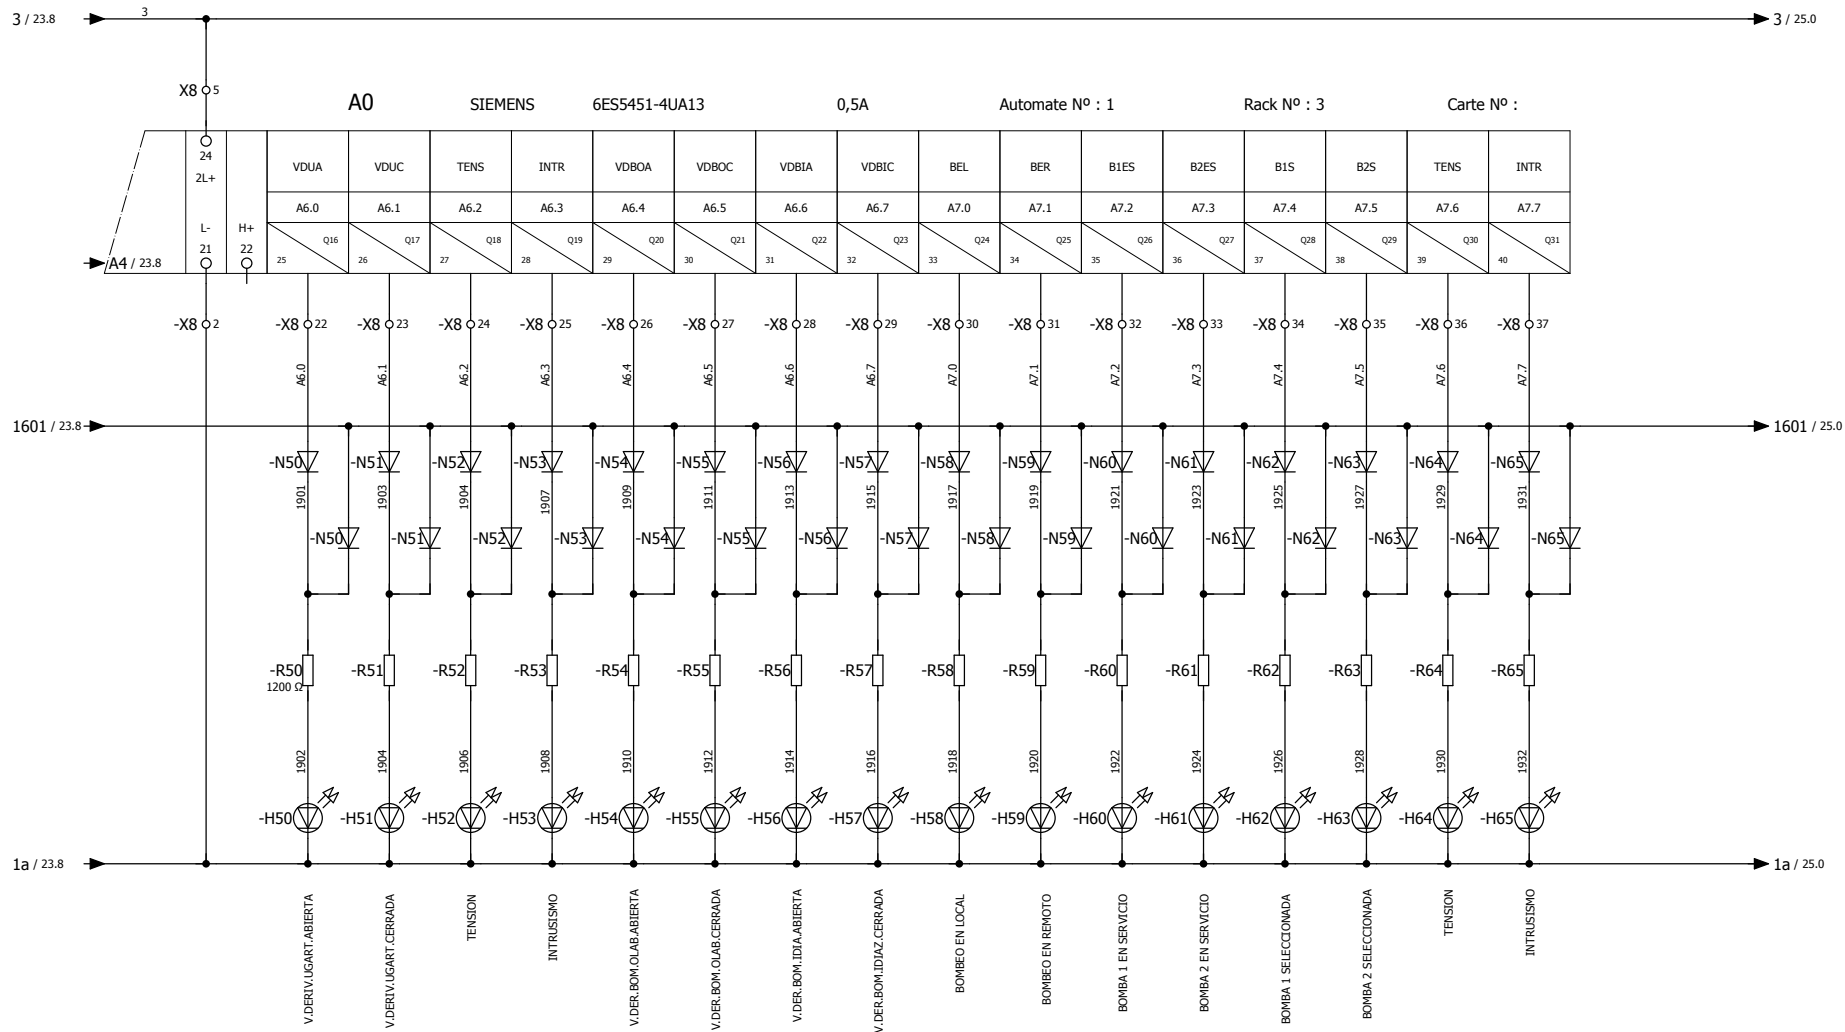 3 / 23.8
3
3 / 25.0
X8 5
A0 SIEMENS 6ES5451-4UA13 0,5A Automate Nº : 1 Rack Nº : 3 Carte Nº :
24
2L+
VDUA VDUC TENS INTR VDBOA VDBOC VDBIA VDBIC BEL BER B1ES B2ES B1S B2S TENS INTR
A6.0 A6.1 A6.2 A6.3 A6.4 A6.5 A6.6 A6.7 A7.0 A7.1 A7.2 A7.3 A7.4 A7.5 A7.6 A7.7
L- H+
21 22
Q16 Q17 Q18 Q19 Q20 Q21 Q22 Q23 Q24 Q25 Q26 Q27 Q28 Q29 Q30 Q31
25 26 27 28 29 30 31 32 33 34 35 36 37 38 39 40
A4 / 23.8
-X8 2 -X8 22 -X8 23 -X8 24 -X8 25 -X8 26 -X8 27 -X8 28 -X8 29 -X8 30 -X8 31 -X8 32 -X8 33 -X8 34 -X8 35 -X8 36 -X8 37
A6.0 A6.1 A6.2 A6.3 A6.4 A6.5 A6.6 A6.7 A7.0 A7.1 A7.2 A7.3 A7.4 A7.5 A7.6 A7.7
1601 / 23.8
1601 / 25.0
-N50 -N51 -N52 -N53 -N54 -N55 -N56 -N57 -N58 -N59 -N60 -N61 -N62 -N63 -N64 -N65
1901 1903 1904 1907 1909 1911 1913 1915 1917 1919 1921 1923 1925 1927 1929 1931
-N50 -N51 -N52 -N53 -N54 -N55 -N56 -N57 -N58 -N59 -N60 -N61 -N62 -N63 -N64 -N65
-R50 -R51 -R52 -R53 -R54 -R55 -R56 -R57 -R58 -R59 -R60 -R61 -R62 -R63 -R64 -R65
1200 Ω
1902 1904 1906 1908 1910 1912 1914 1916 1918 1920 1922 1924 1926 1928 1930 1932
-H50 -H51 -H52 -H53 -H54 -H55 -H56 -H57 -H58 -H59 -H60 -H61 -H62 -H63 -H64 -H65
1a / 23.8
1a / 25.0
V.DERIV.UGART.ABIERTA
V.DERIV.UGART.CERRADA
TENSION
INTRUSISMO
V.DER.BOM.OLAB.ABIERTA
V.DER.BOM.OLAB.CERRADA
V.DER.BOM.IDIA.ABIERTA
V.DER.BOM.IDIAZ.CERRADA
BOMBEO EN LOCAL
BOMBEO EN REMOTO
BOMBA 1 EN SERVICIO
BOMBA 2 EN SERVICIO
BOMBA 1 SELECCIONADA
BOMBA 2 SELECCIONADA
TENSION
INTRUSISMO